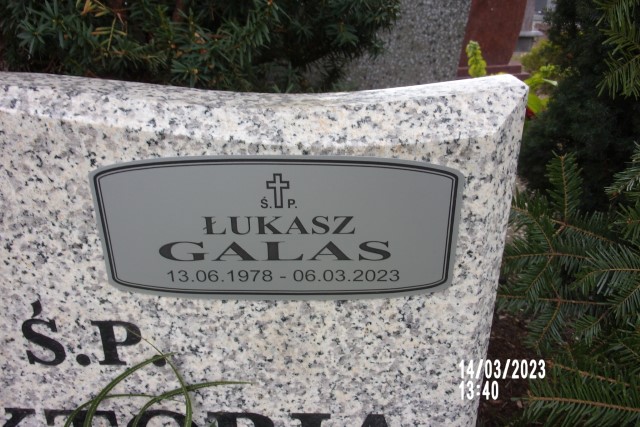 Ś. P.
ŁUKASZ
GALAS
13.06.1978 - 06.03.2023
Ś.P.
14/03/2023
13:40